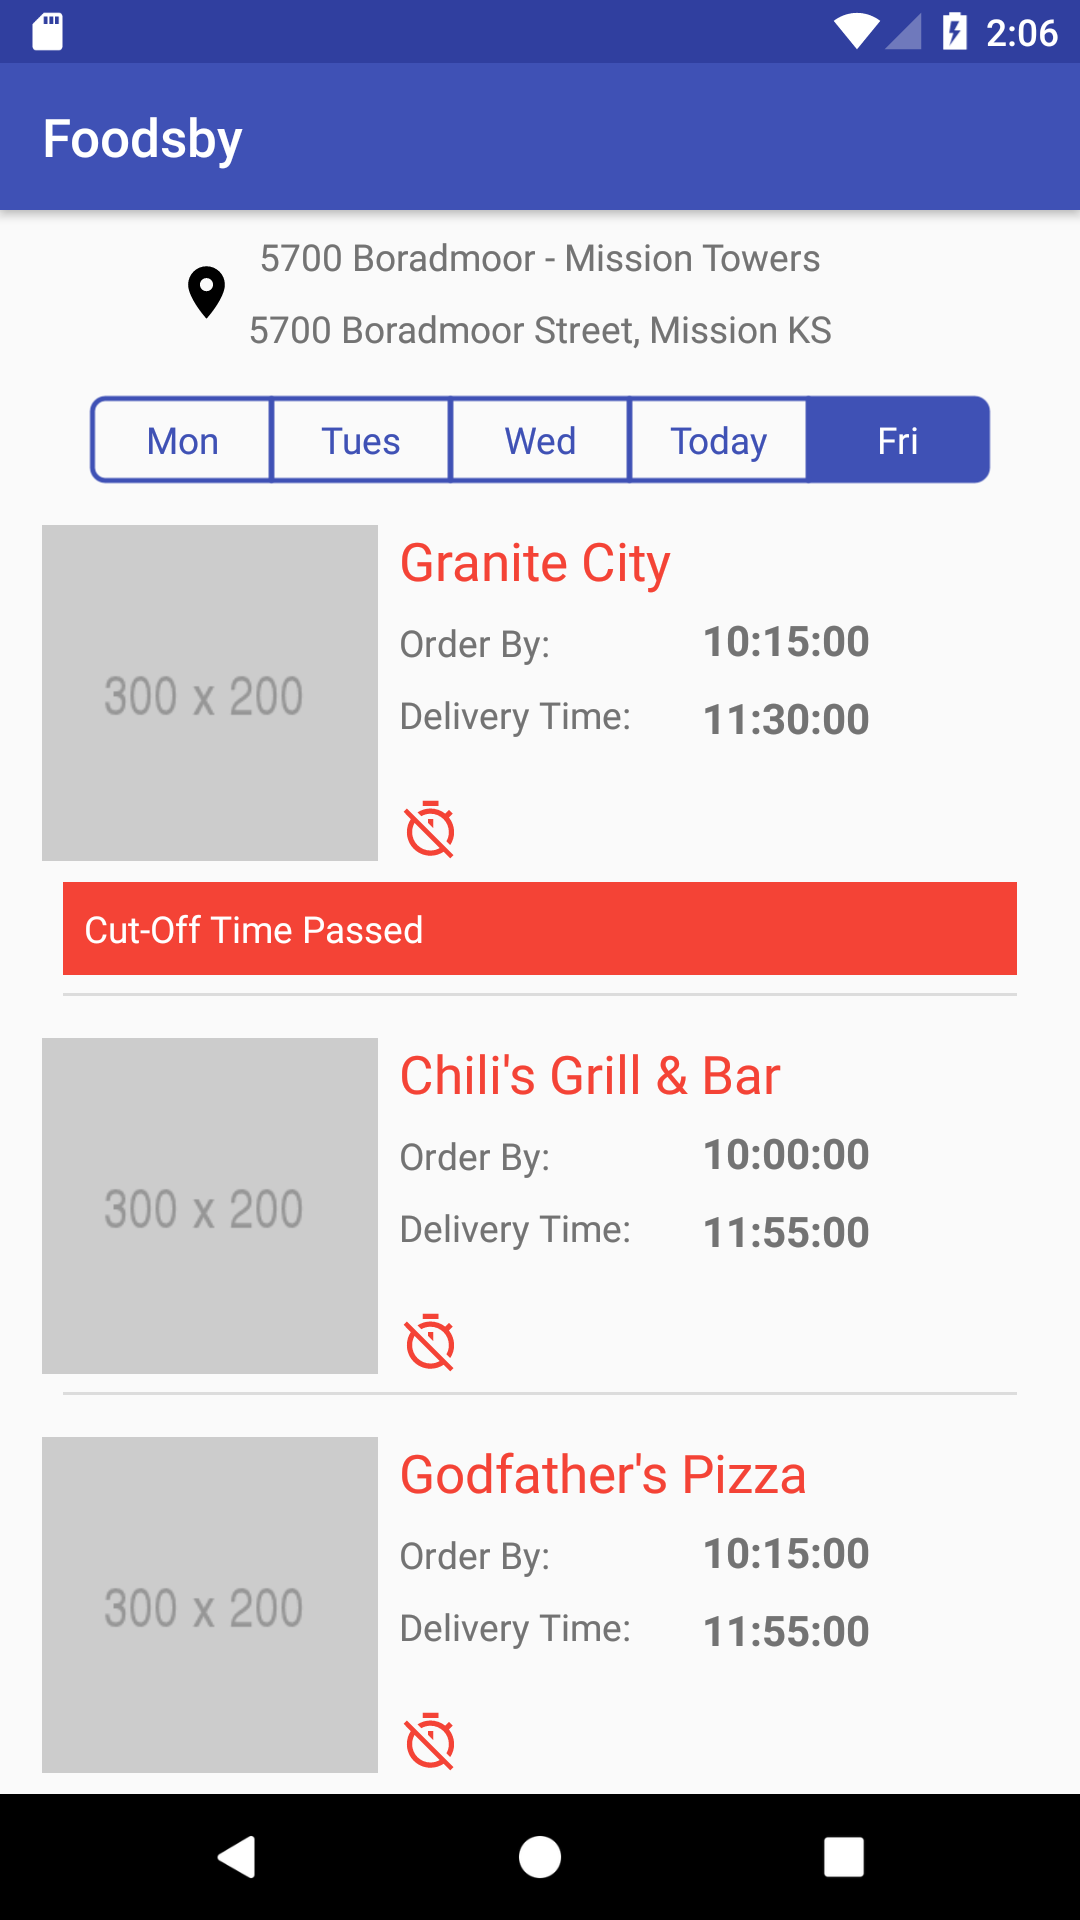 2:06
Foodsby
5700 Boradmoor - Mission Towers
5700 Boradmoor Street, Mission KS
Mon Tues Wed Today Fri
300 x 200
Granite City
Order By: 10:15:00
Delivery Time: 11:30:00
Cut-Off Time Passed
300 x 200
Chili's Grill & Bar
Order By: 10:00:00
Delivery Time: 11:55:00
300 x 200
Godfather's Pizza
Order By: 10:15:00
Delivery Time: 11:55:00